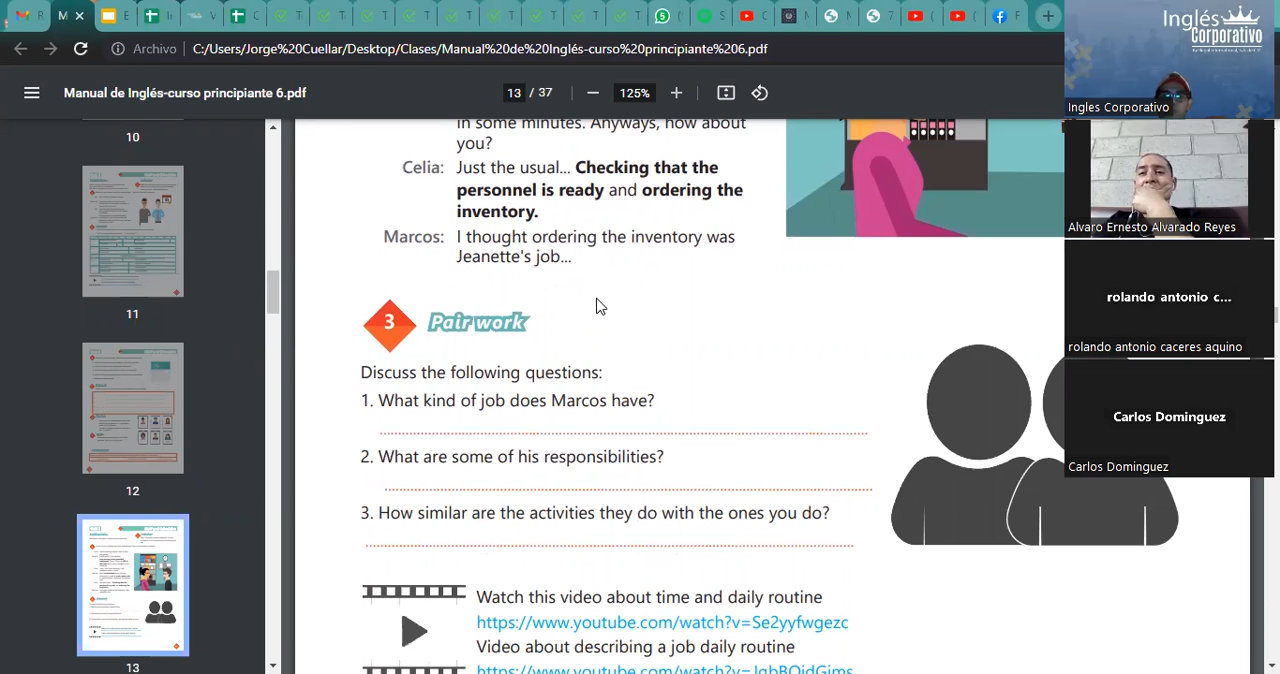 M
R
M
E
5
Archivo
C:/Users/Jorge%20Cuellar/Desktop/Clases/Manual%20de%20Inglés-curso%20principiante%206.pdf
Manual de Inglés-curso principiante 6.pdf
13 / 37
125%
10
11
12
13
in some minutes. Anyways, how about
you?
Celia: Just the usual... Checking that the
personnel is ready and ordering the
inventory.
Marcos: I thought ordering the inventory was
Jeanette's job...
3
Pair work
Discuss the following questions:
1. What kind of job does Marcos have?
2. What are some of his responsibilities?
3. How similar are the activities they do with the ones you do?
Watch this video about time and daily routine
https://www.youtube.com/watch?v=Se2yyfwgezc
Video about describing a job daily routine
Inglés
Corporativo
Ingles Corporativo
Alvaro Ernesto Alvarado Reyes
rolando antonio c...
rolando antonio caceres aquino
Carlos Dominguez
Carlos Dominguez